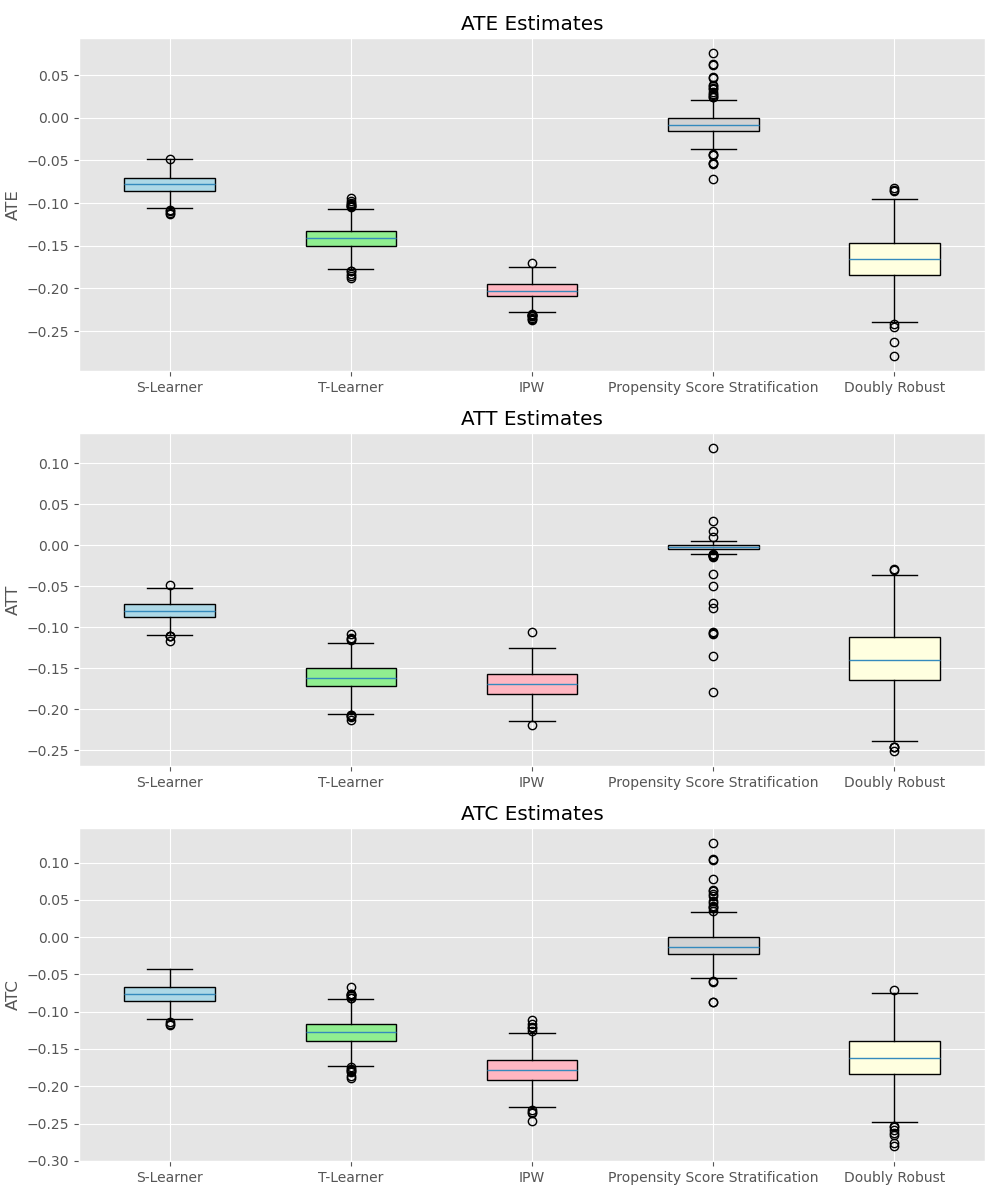 ATE Estimates
0.05
0.00
−0.05
−0.10
−0.15
−0.20
−0.25
ATE
S-Learner T-Learner IPW Propensity Score Stratification Doubly Robust
ATT Estimates
0.10
0.05
0.00
−0.05
−0.10
−0.15
−0.20
−0.25
ATT
S-Learner T-Learner IPW Propensity Score Stratification Doubly Robust
ATC Estimates
0.10
0.05
0.00
−0.05
−0.10
−0.15
−0.20
−0.25
−0.30
ATC
S-Learner T-Learner IPW Propensity Score Stratification Doubly Robust